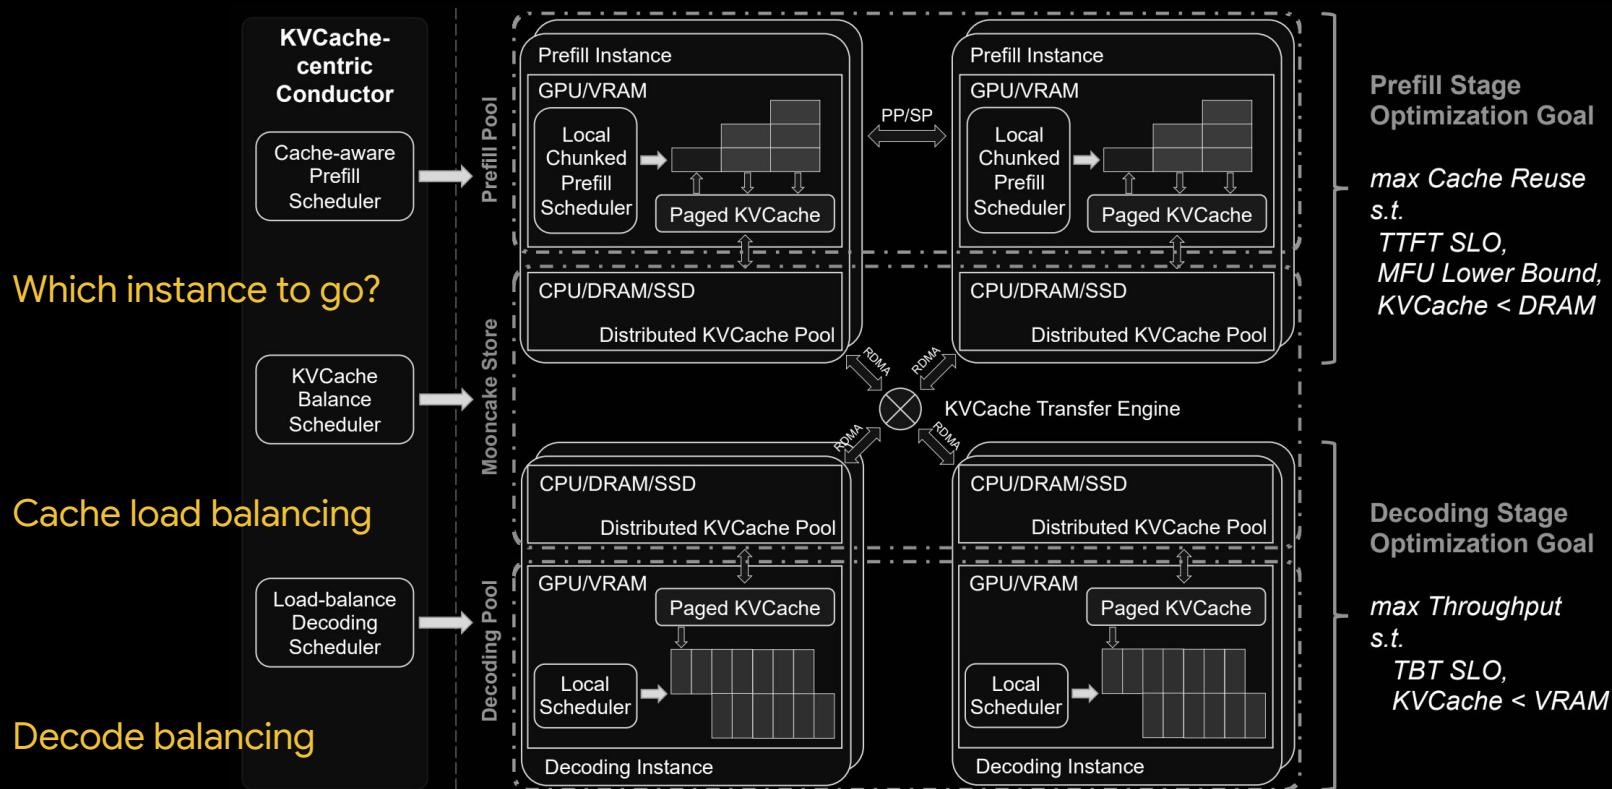 KVCache-
centric
Conductor
Cache-aware
Prefill
Scheduler
Which instance to go?
KVCache
Balance
Scheduler
Cache load balancing
Load-balance
Decoding
Scheduler
Decode balancing
Prefill Pool
Mooncake Store
Decoding Pool
Prefill Instance
GPU/VRAM
Local
Chunked
Prefill
Scheduler
Paged KVCache
CPU/DRAM/SSD
Distributed KVCache Pool
PP/SP
Prefill Instance
GPU/VRAM
Local
Chunked
Prefill
Scheduler
Paged KVCache
CPU/DRAM/SSD
Distributed KVCache Pool
RDMA
RDMA
KVCache Transfer Engine
RDMA
RDMA
CPU/DRAM/SSD
Distributed KVCache Pool
GPU/VRAM
Paged KVCache
Local
Scheduler
Decoding Instance
CPU/DRAM/SSD
Distributed KVCache Pool
GPU/VRAM
Paged KVCache
Local
Scheduler
Decoding Instance
Prefill Stage
Optimization Goal
max Cache Reuse
s.t.
TTFT SLO,
MFU Lower Bound,
KVCache < DRAM
Decoding Stage
Optimization Goal
max Throughput
s.t.
TBT SLO,
KVCache < VRAM